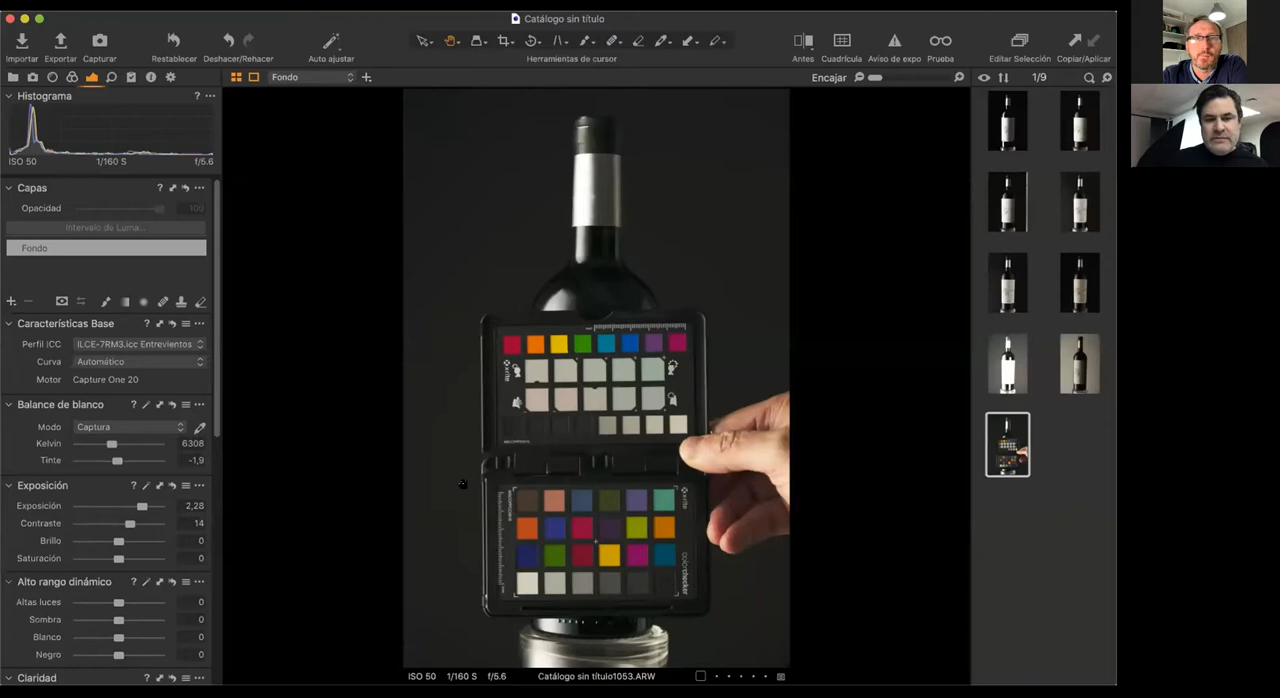 Catálogo sin título
Importar
Exportar
Capturar
Restablecer
Deshacer/Rehacer
Auto ajustar
Herramientas de cursor
Antes
Cuadrícula
Aviso de expo
Prueba
Editar Selección
Copiar/Aplicar
Fondo
Encajar
1/9
Histograma
ISO 50
1/160 S
f/5.6
Capas
Opacidad
100
Intervalo de Luma...
Fondo
Características Base
Perfil ICC
ILCE-7RM3.icc Entrevientos
Curva
Automático
Motor
Capture One 20
Balance de blanco
Modo
Captura
Kelvin
6308
Tinte
-1,9
Exposición
Exposición
2,28
Contraste
14
Brillo
0
Saturación
0
Alto rango dinámico
Altas luces
0
Sombra
0
Blanco
0
Negro
0
Claridad
x-rite
x-rite
colorchecker
ISO 50
1/160 S
f/5.6
Catálogo sin título1053.ARW